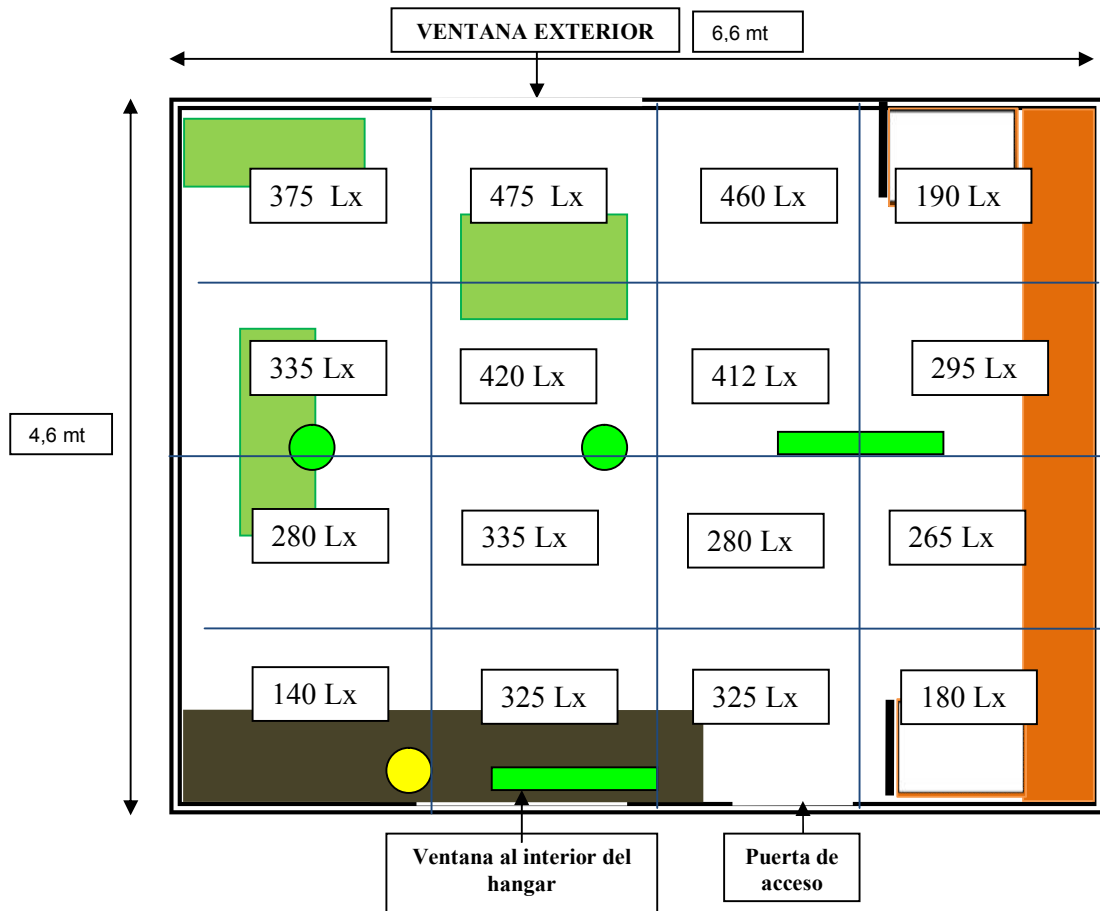 VENTANA EXTERIOR
6,6 mt
375 Lx
475 Lx
460 Lx
190 Lx
335 Lx
420 Lx
412 Lx
295 Lx
4,6 mt
280 Lx
335 Lx
280 Lx
265 Lx
140 Lx
325 Lx
325 Lx
180 Lx
Ventana al interior del
hangar
Puerta de
acceso